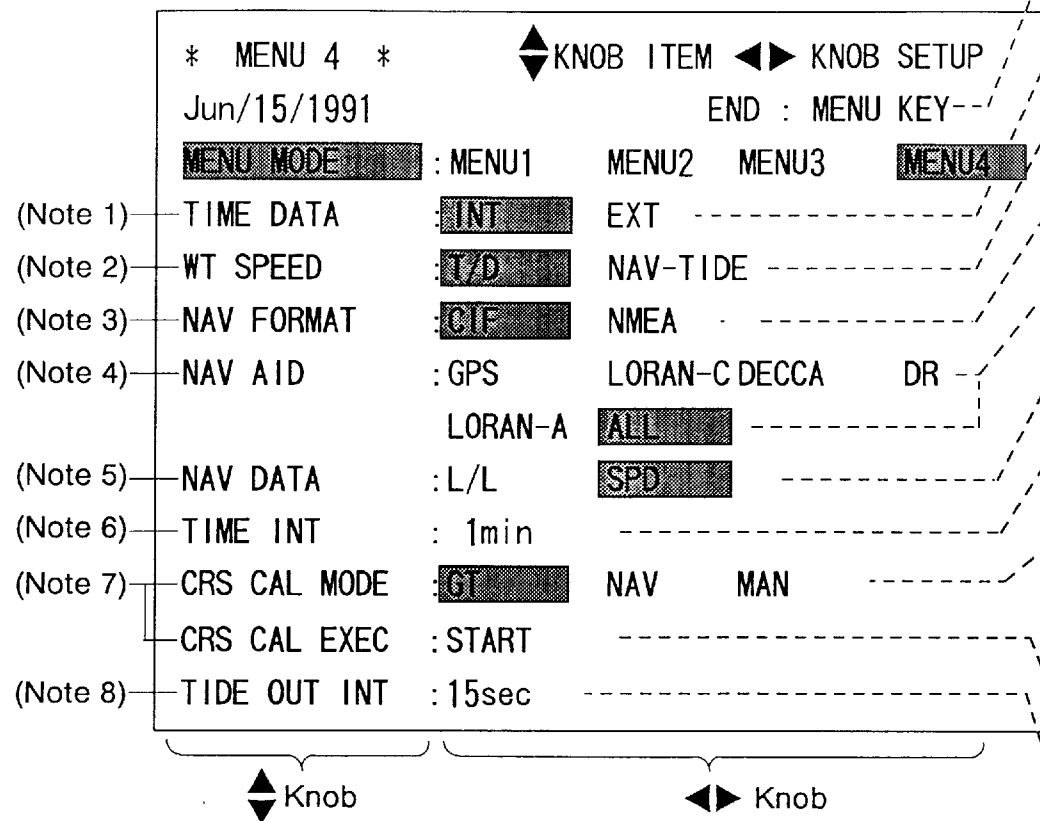 * MENU 4 * KNOB ITEM KNOB SETUP
Jun/15/1991 END : MENU KEY
MENU MODE :MENU1 MENU2 MENU3 MENU4
(Note 1) TIME DATA :INT EXT
(Note 2) WT SPEED :T/D NAV-TIDE
(Note 3) NAV FORMAT :CIF NMEA
(Note 4) NAV AID :GPS LORAN-C DECCA DR
LORAN-A ALL
(Note 5) NAV DATA :L/L SPD
(Note 6) TIME INT : 1min
(Note 7) CRS CAL MODE :GT NAV MAN
CRS CAL EXEC :START
(Note 8) TIDE OUT INT :15sec
Knob Knob